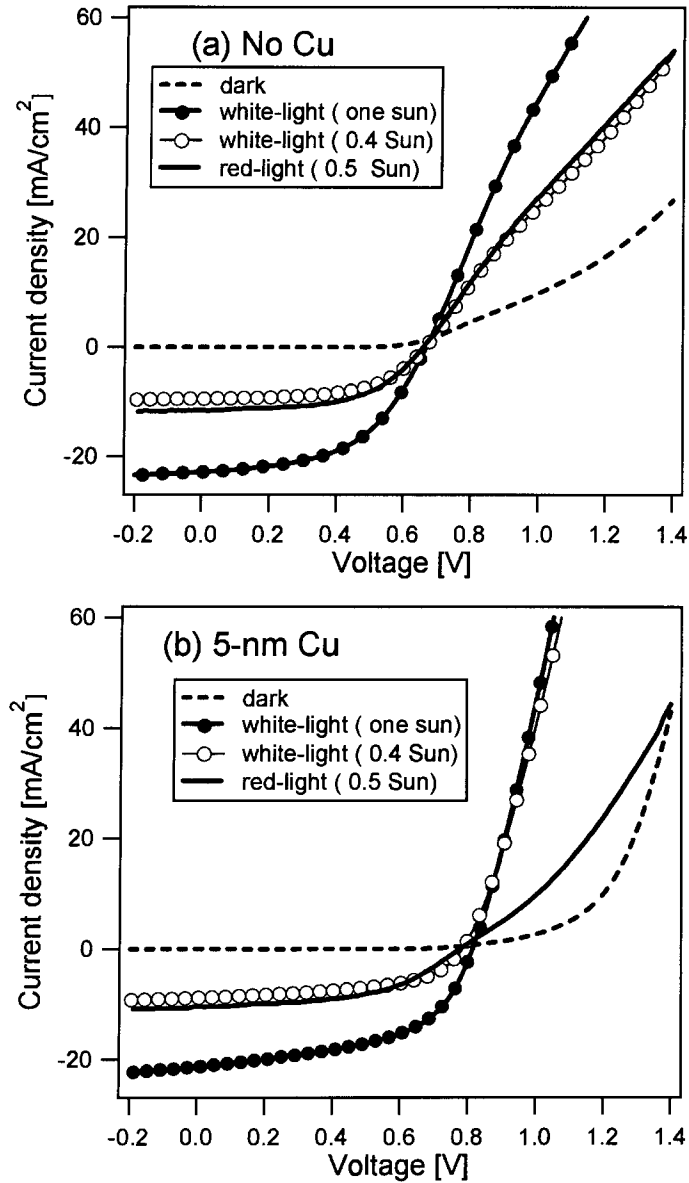 (a) No Cu
dark
white-light ( one sun)
white-light ( 0.4 Sun)
red-light ( 0.5 Sun)
60
40
20
0
-20
Current density [mA/cm²]
-0.2 0.0 0.2 0.4 0.6 0.8 1.0 1.2 1.4
Voltage [V]
(b) 5-nm Cu
dark
white-light ( one sun)
white-light ( 0.4 Sun)
red-light ( 0.5 Sun)
60
40
20
0
-20
Current density [mA/cm²]
-0.2 0.0 0.2 0.4 0.6 0.8 1.0 1.2 1.4
Voltage [V]